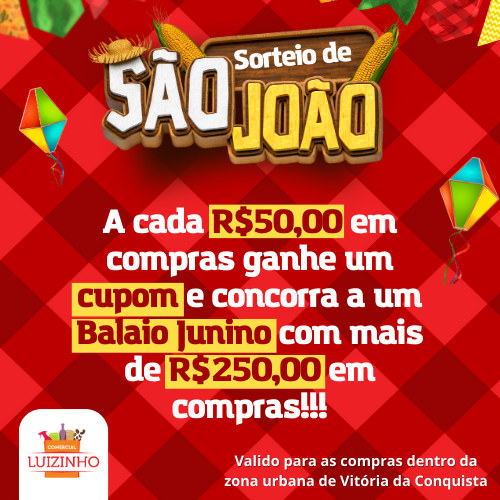 Sorteio de
SÃO
JOÃO
A cada R$50,00 em
compras ganhe um
cupom e concorra a um
Balaio Junino com mais
de R$250,00 em
compras!!!
COMERCIAL
LUIZINHO
Valido para as compras dentro da
zona urbana de Vitória da Conquista